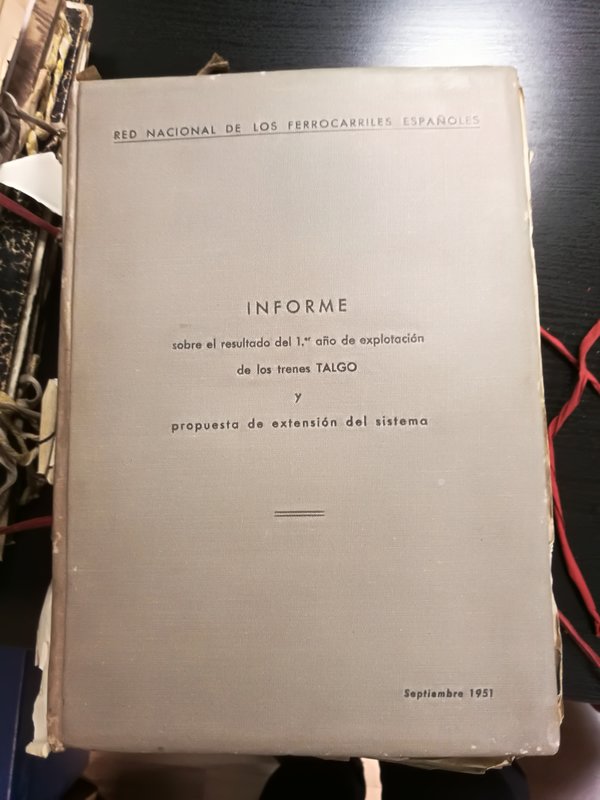 RED NACIONAL DE LOS FERROCARRILES ESPAÑOLES
INFORME
sobre el resultado del 1.er año de explotación
de los trenes TALGO
y
propuesta de extensión del sistema
Septiembre 1951